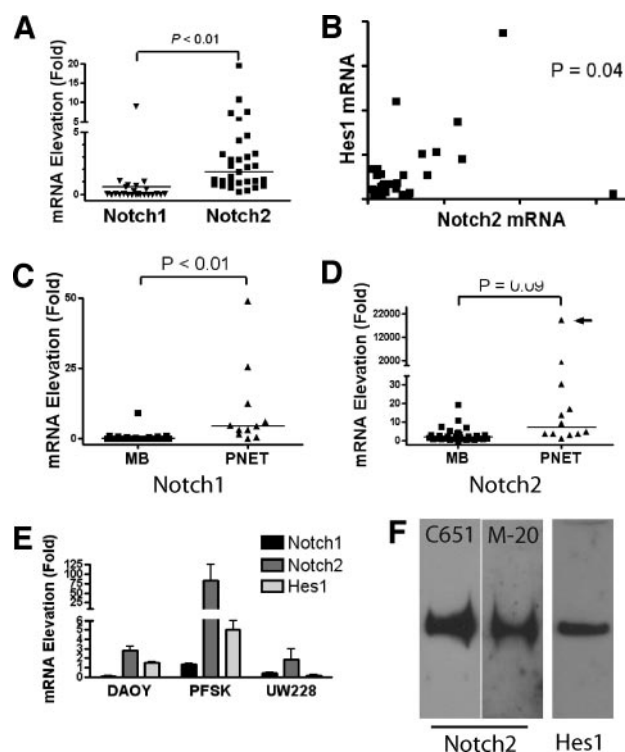 A
P < 0.01
mRNA Elevation (Fold)
20
15
10
5
2
0
Notch1 Notch2
B
P = 0.04
Hes1 mRNA
Notch2 mRNA
C
P < 0.01
mRNA Elevation (Fold)
50
25
0
MB PNET
Notch1
D
P = 0.09
mRNA Elevation (Fold)
22000
12000
2000
40
30
20
10
0
MB PNET
Notch2
E
Notch1
Notch2
Hes1
mRNA Elevation (Fold)
125
100
75
50
25
6
5
4
3
2
1
0
DAOY PFSK UW228
F
C651 M-20
Notch2 Hes1